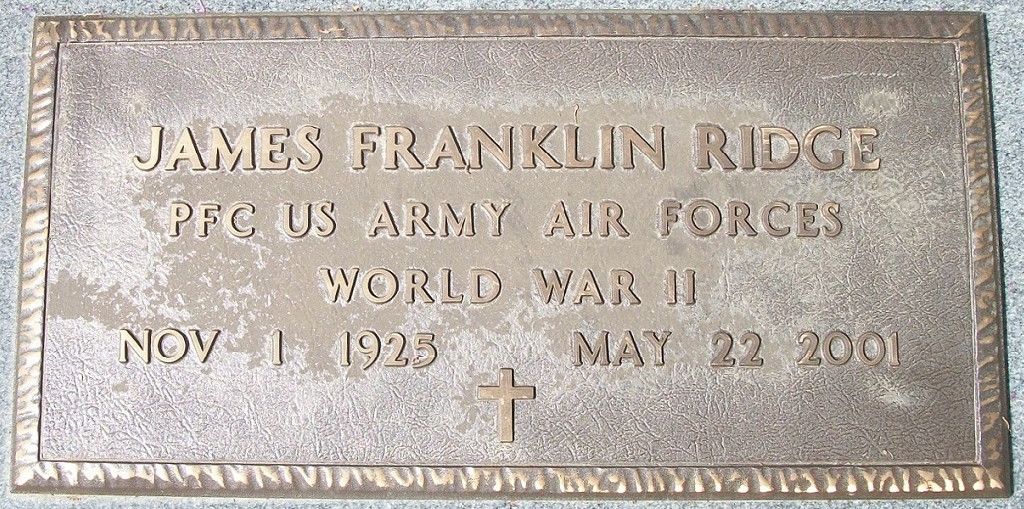 JAMES FRANKLIN RIDGE
PFC US ARMY AIR FORCES
WORLD WAR II
NOV 1 1925 MAY 22 2001